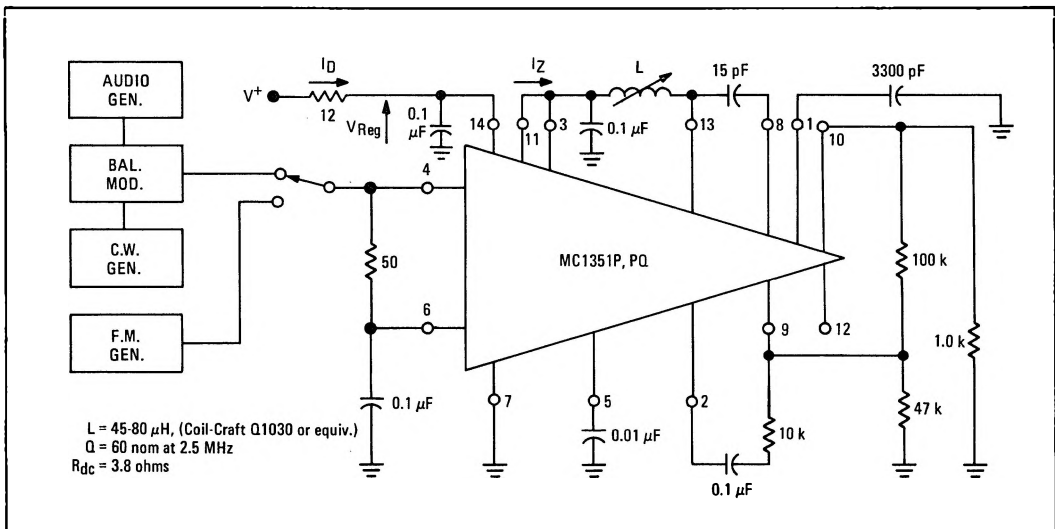 AUDIO
GEN.
BAL.
MOD.
C.W.
GEN.
F.M.
GEN.
V+
ID
12
VReg
0.1
μF
14
11
3
IZ
0.1 μF
L
13
15 pF
8
1
10
3300 pF
4
50
6
0.1 μF
MC1351P, PQ
7
5
0.01 μF
2
0.1 μF
9
10 k
12
100 k
47 k
1.0 k
L = 45-80 μH, (Coil-Craft Q1030 or equiv.)
Q = 60 nom at 2.5 MHz
Rdc = 3.8 ohms